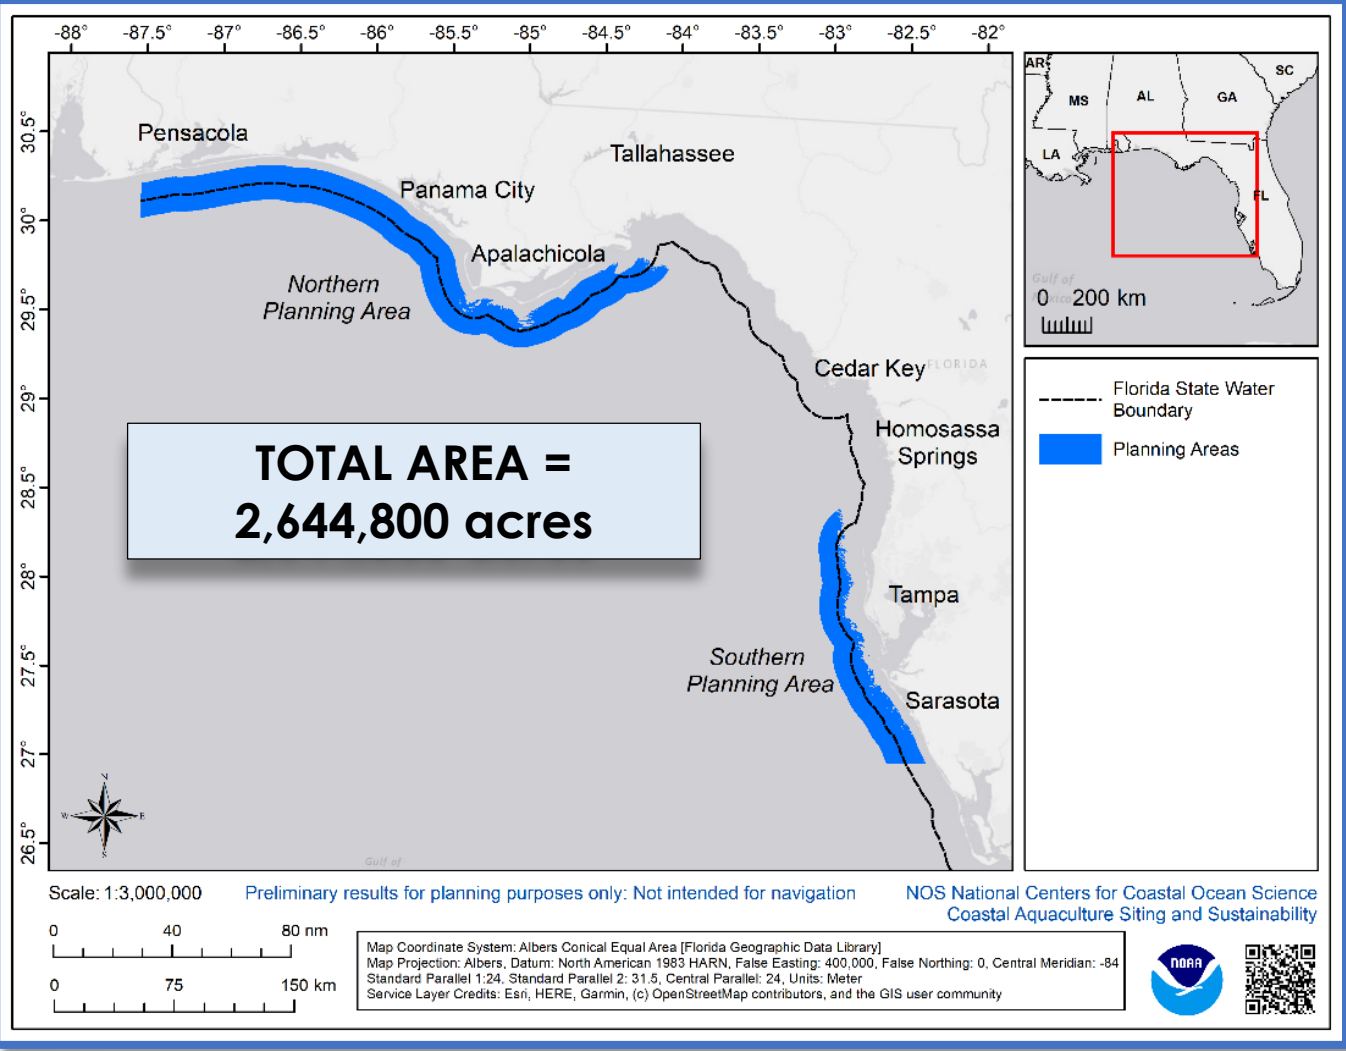 -88°
-87.5°
-87°
-86.5°
-86°
-85.5°
-85°
-84.5°
-84°
-83.5°
-83°
-82.5°
-82°
30.5°
30°
29.5°
29°
28.5°
28°
27.5°
27°
26.5°
Pensacola
Tallahassee
Panama City
Apalachicola
Northern
Planning Area
Cedar Key
FLORIDA
Homosassa
Springs
TOTAL AREA =
2,644,800 acres
Tampa
Southern
Planning Area
Sarasota
N
W
E
S
Gulf of
AR
SC
MS
AL
GA
LA
FL
Gulf of
0 200 km
Florida State Water
Boundary
Planning Areas
Scale: 1:3,000,000
Preliminary results for planning purposes only: Not intended for navigation
NOS National Centers for Coastal Ocean Science
Coastal Aquaculture Siting and Sustainability
0 40 80 nm
0 75 150 km
Map Coordinate System: Albers Conical Equal Area [Florida Geographic Data Library]
Map Projection: Albers, Datum: North American 1983 HARN, False Easting: 400,000, False Northing: 0, Central Meridian: -84
Standard Parallel 1:24, Standard Parallel 2: 31.5, Central Parallel: 24, Units: Meter
Service Layer Credits: Esri, HERE, Garmin, (c) OpenStreetMap contributors, and the GIS user community
NOAA